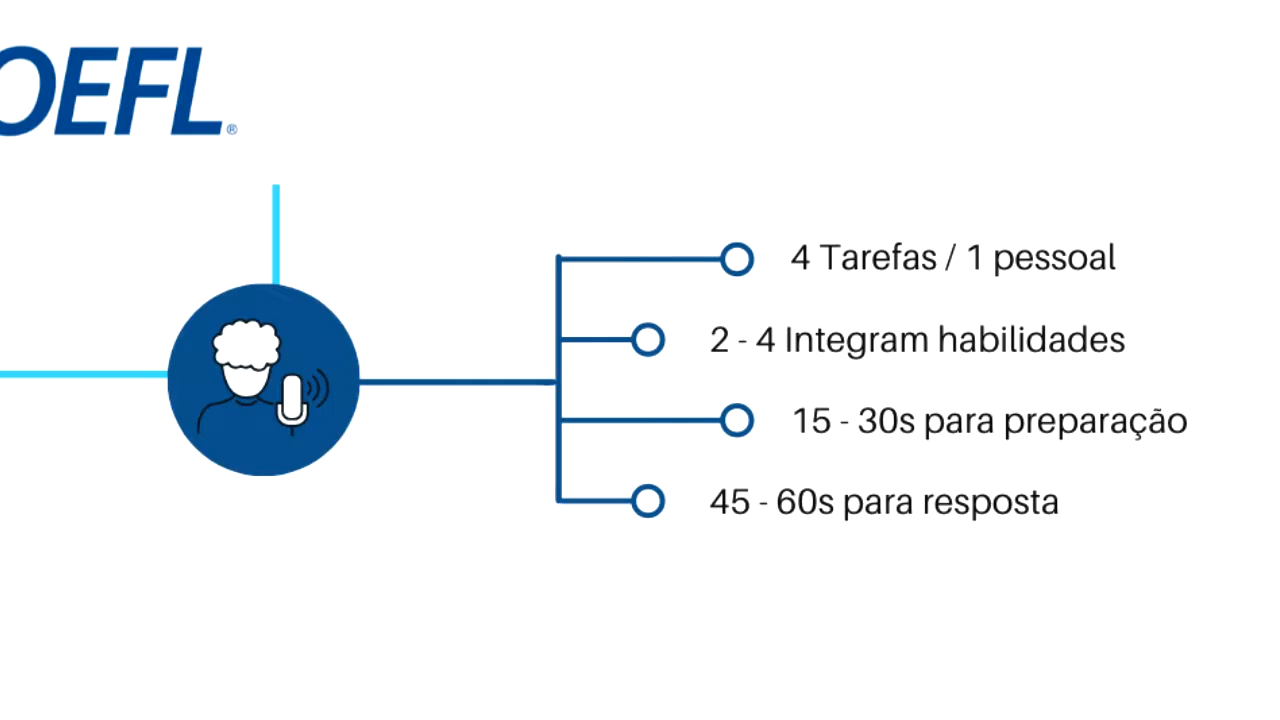 OEFL®
4 Tarefas / 1 pessoal
2 - 4 Integram habilidades
15 - 30s para preparação
45 - 60s para resposta